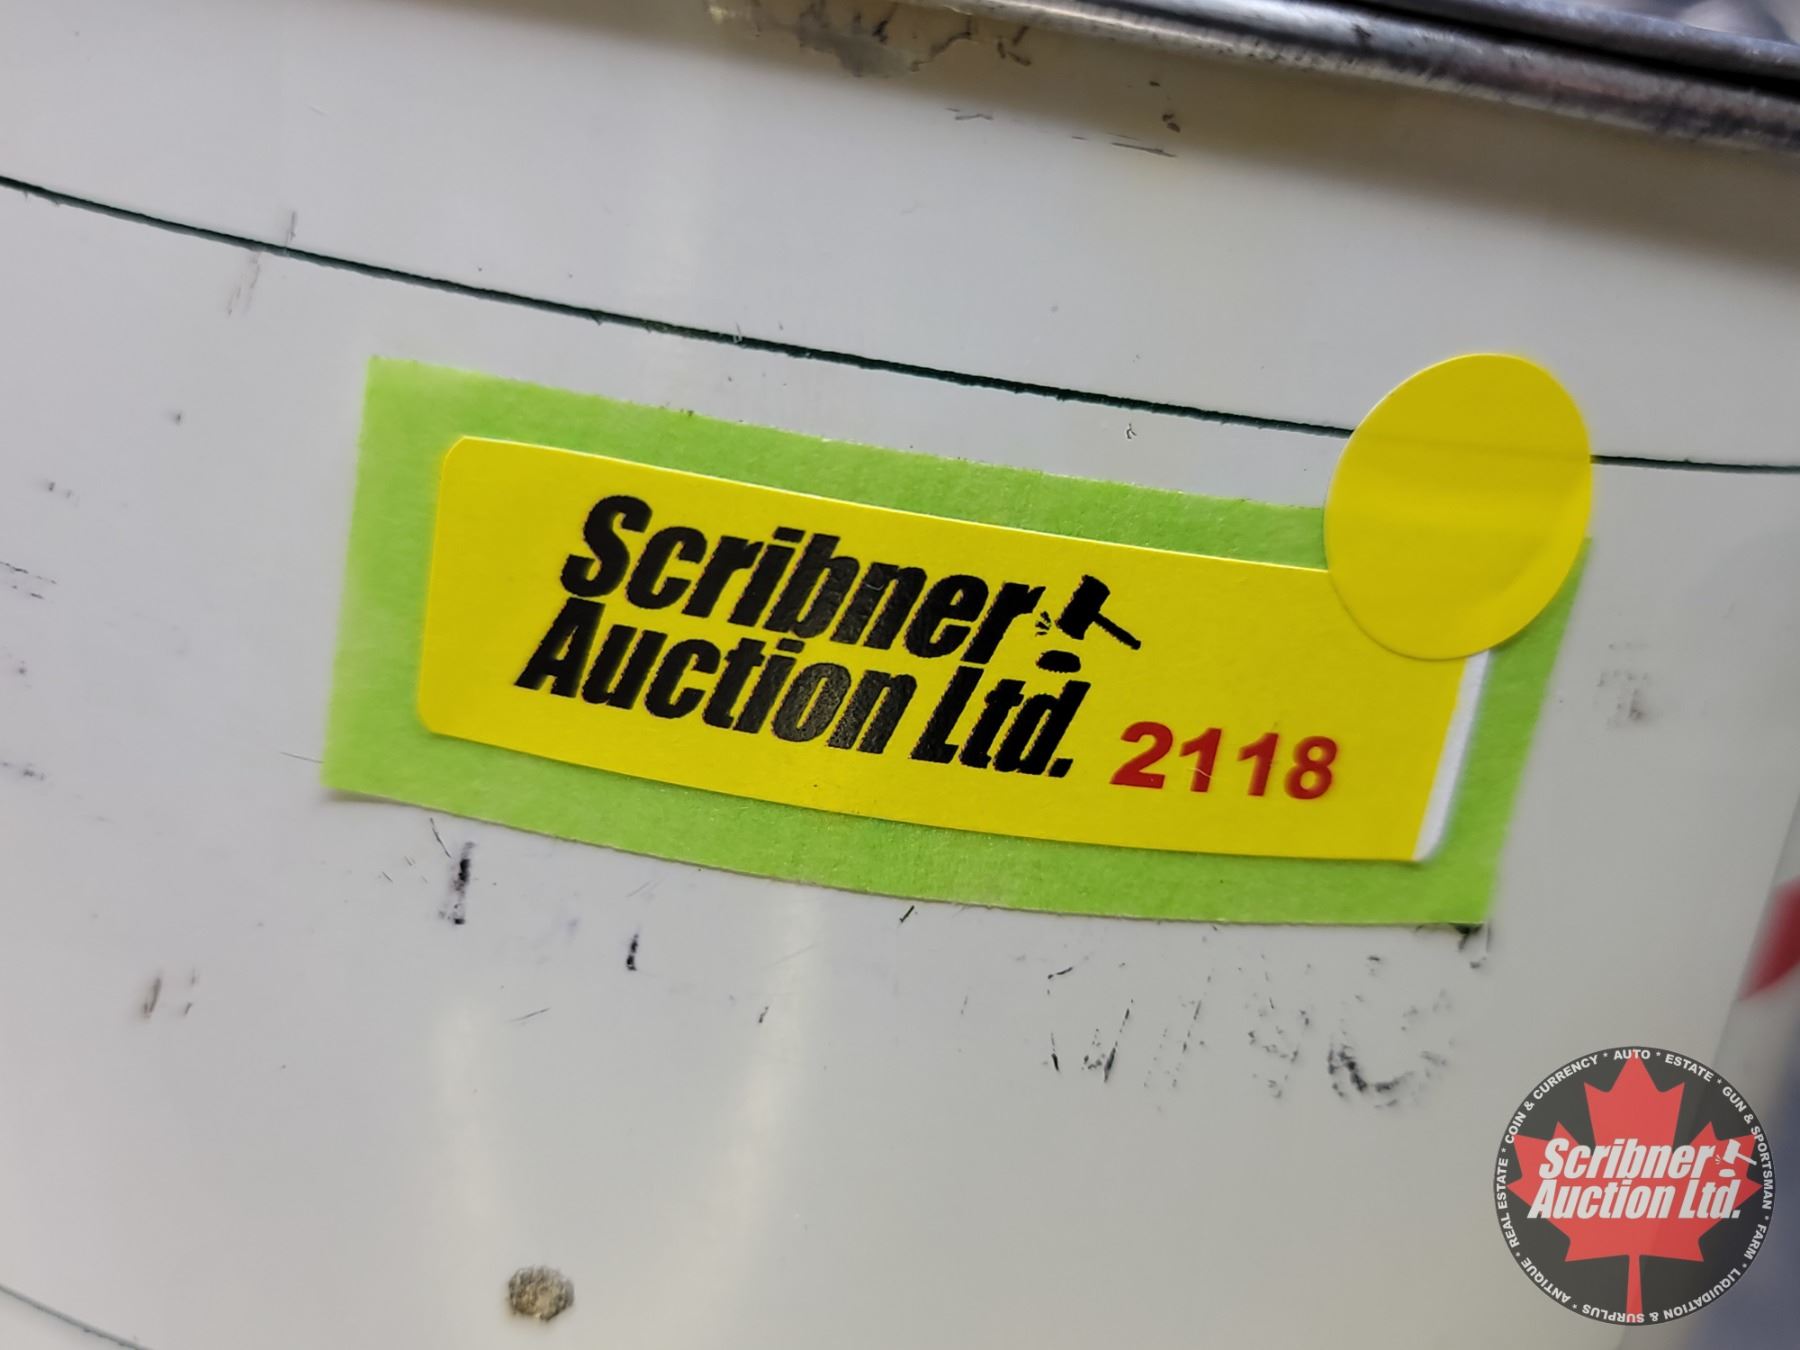 Scribner
Auction Ltd. 2118
COIN & CURRENCY * AUTO * ESTATE * GUN & SPORTSMAN * FARM * LIQUIDATION & SURPLUS * ANTIQUE * REAL ESTATE *
Scribner
Auction Ltd.